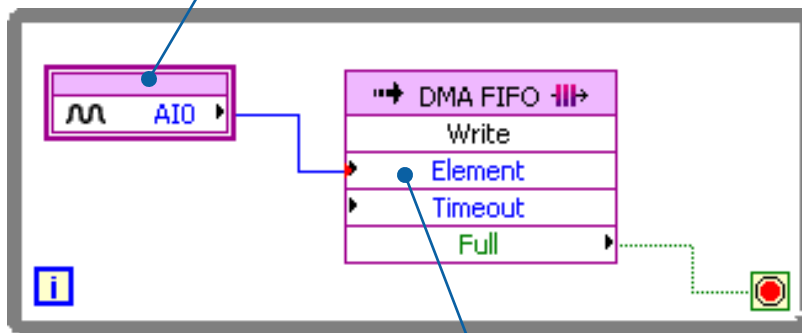 AI0
DMA FIFO
Write
Element
Timeout
Full
i